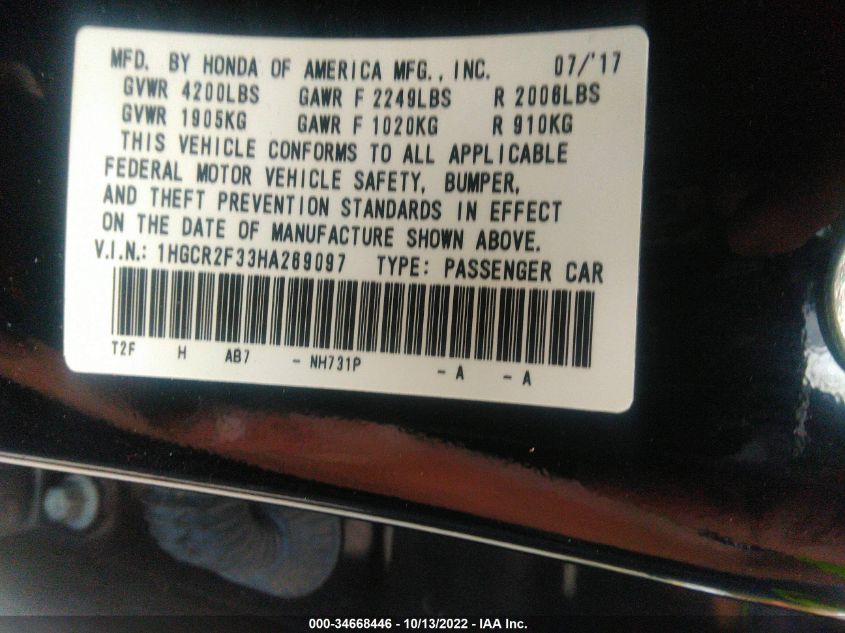 MFD. BY HONDA OF AMERICA MFG., INC. 07/'17
GVWR 4200LBS GAWR F 2249LBS R 2006LBS
GVWR 1905KG GAWR F 1020KG R 910KG
THIS VEHICLE CONFORMS TO ALL APPLICABLE
FEDERAL MOTOR VEHICLE SAFETY, BUMPER,
AND THEFT PREVENTION STANDARDS IN EFFECT
ON THE DATE OF MANUFACTURE SHOWN ABOVE.
V.I.N.: 1HGCR2F33HA269097 TYPE: PASSENGER CAR
T2F H AB7 - NH731P - A - A
000-34668446 - 10/13/2022 - IAA Inc.